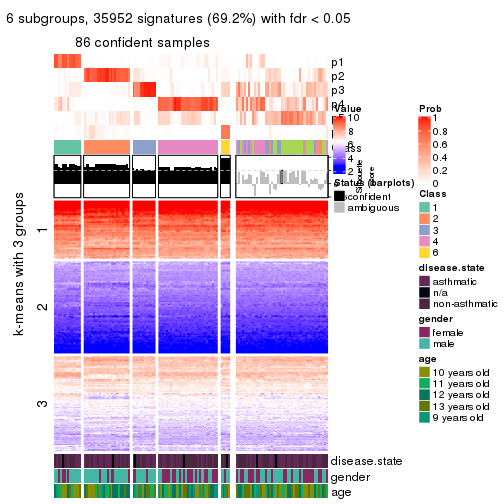 6 subgroups, 35952 signatures (69.2%) with fdr < 0.05
86 confident samples
p1
p2
p3
p4
p5
Value
10
8
6
4
2
Prob
1
0.8
0.6
0.4
0.2
0
Silhouette
score
Status (barplots)
confident
ambiguous
Class
1
2
3
4
6
disease.state
asthmatic
n/a
non-asthmatic
gender
female
male
age
10 years old
11 years old
12 years old
13 years old
9 years old
k-means with 3 groups
1
2
3
disease.state
gender
age